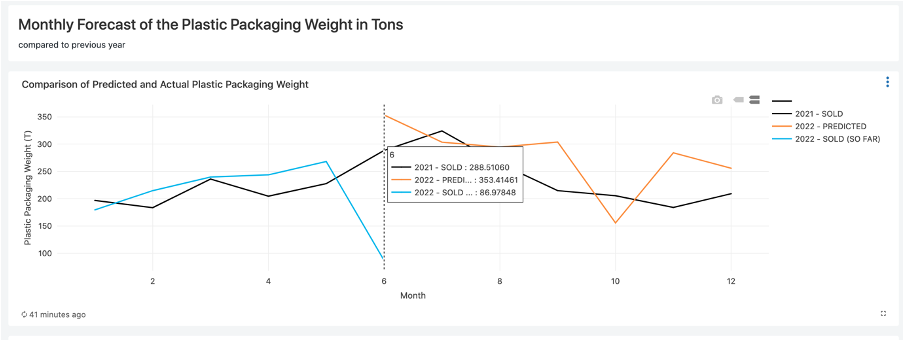 Monthly Forecast of the Plastic Packaging Weight in Tons
compared to previous year
Comparison of Predicted and Actual Plastic Packaging Weight
2021 - SOLD
2022 - PREDICTED
2022 - SOLD (SO FAR)
Plastic Packaging Weight (T)
350
300
250
200
150
100
6
2021 - SOLD : 288.51060
2022 - PREDI... : 353.41461
2022 - SOLD ... : 86.97848
2 4 6 8 10 12
Month
41 minutes ago